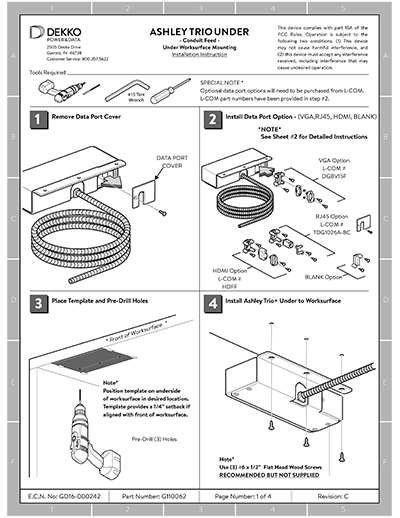 DEKKO
POWER&DATA
2505 Dekko Drive
Garrett, IN 46738
Customer Service: 800.357.5622
ASHLEY TRIO UNDER
- Conduit Feed -
Under Worksurface Mounting
Installation Instruction
This device complies with part 15A of the
FCC Rules. Operation is subject to the
following two conditions: (1) This device
may not cause harmful interference, and
(2) this device must accept any interference
received, including interference that may
cause undesired operation.
Tools Required
#15 Torx
Wrench
SPECIAL NOTE*
Optional data port options will need to be purchased from L-COM.
L-COM part numbers have been provided in step #2.
1 Remove Data Port Cover
DATA PORT
COVER
2 Install Data Port Option - (VGA,RJ45, HDMI, BLANK)
*NOTE*
See Sheet #2 for Detailed Instructions
VGA Option
L-COM #
DGBV15F
RJ45 Option
L-COM #
TDG1026A-8C
HDMI Option
L-COM #
HDFF
BLANK Option
3 Place Template and Pre-Drill Holes
* Front of Worksurface *
Note*
Position template on underside
of worksurface in desired location.
Template provides a 1/4" setback if
aligned with front of worksurface.
Pre-Drill (3) Holes
4 Install Ashley Trio+ Under to Worksurface
Note*
Use (3) #6 x 1/2" Flat Head Wood Screws
RECOMMENDED BUT NOT SUPPLIED
E.C.N. No: GD16-000242
Part Number: G110062
Page Number: 1 of 4
Revision: C